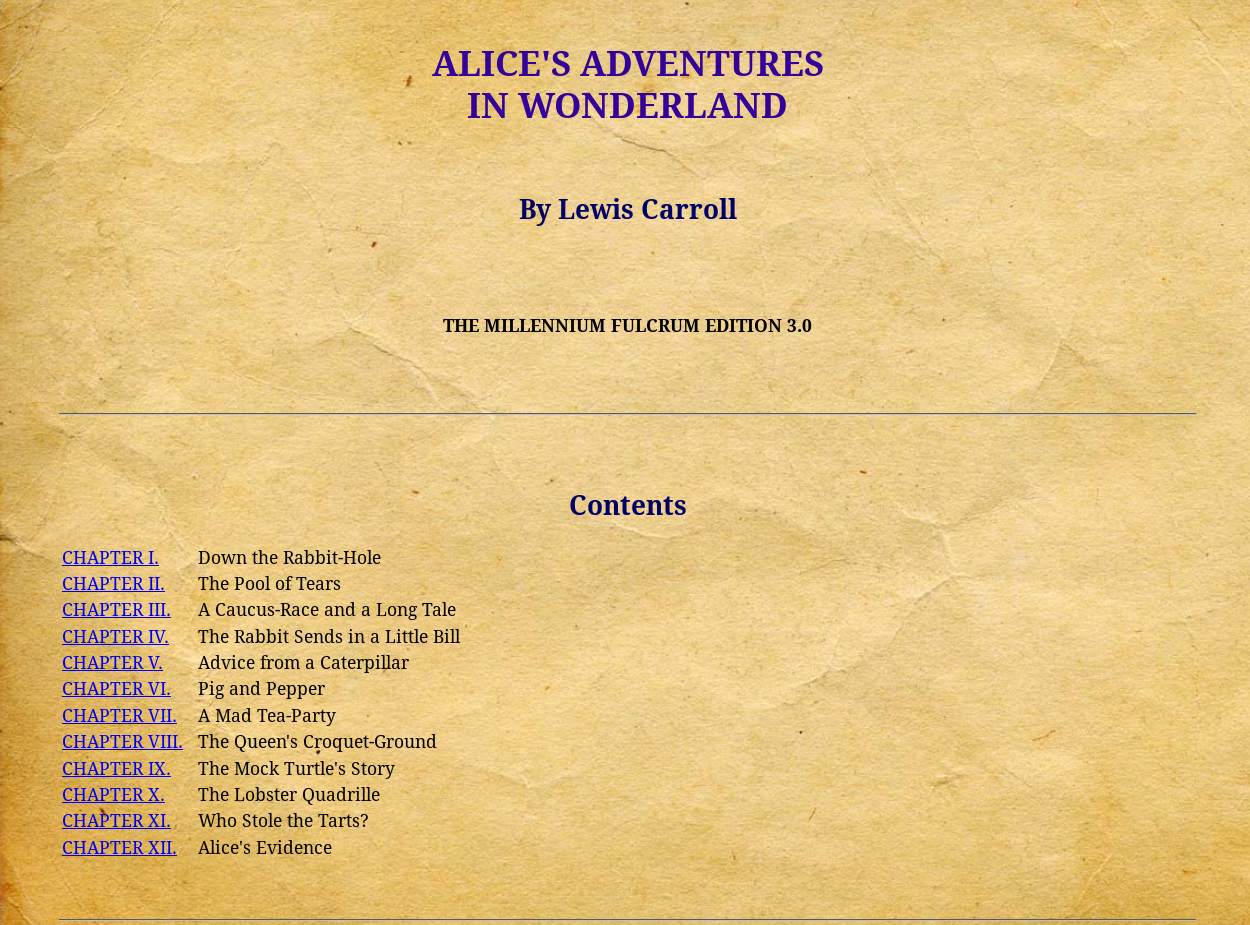 ALICE'S ADVENTURES
IN WONDERLAND
By Lewis Carroll
THE MILLENNIUM FULCRUM EDITION 3.0
Contents
CHAPTER I. Down the Rabbit-Hole
CHAPTER II. The Pool of Tears
CHAPTER III. A Caucus-Race and a Long Tale
CHAPTER IV. The Rabbit Sends in a Little Bill
CHAPTER V. Advice from a Caterpillar
CHAPTER VI. Pig and Pepper
CHAPTER VII. A Mad Tea-Party
CHAPTER VIII. The Queen's Croquet-Ground
CHAPTER IX. The Mock Turtle's Story
CHAPTER X. The Lobster Quadrille
CHAPTER XI. Who Stole the Tarts?
CHAPTER XII. Alice's Evidence